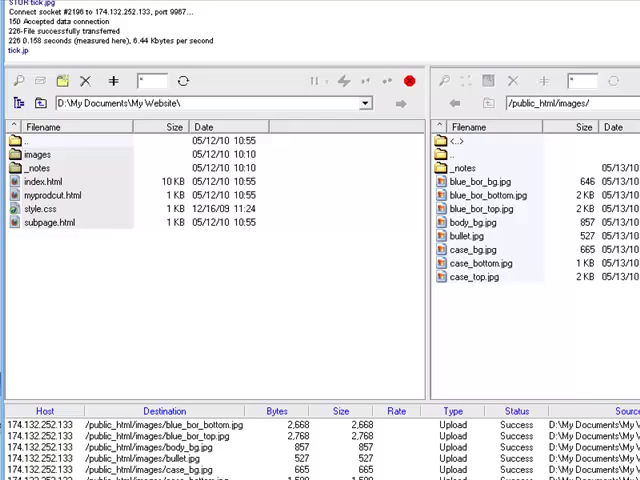 STOR tick.jpg
Connect socket #2196 to 174.132.252.133, port 9967...
150 Accepted data connection
226-File successfully transferred
226 0.158 seconds (measured here), 6.44 Kbytes per second
tick.jp
* *
D:\My Documents\My Website\ /public_html/images/
^ Filename Size Date ^ Filename Size Date
.. 05/12/10 10:55 <..>
images 05/12/10 10:10 ..
_notes 05/12/10 10:10 _notes 05/13/10
index.html 10 KB 05/12/10 10:55 blue_bor_bg.jpg 646 05/13/10
myprodcut.html 1 KB 05/12/10 10:55 blue_bor_bottom.jpg 2 KB 05/13/10
style.css 1 KB 12/16/09 11:24 blue_bor_top.jpg 2 KB 05/13/10
subpage.html 1 KB 05/12/10 10:55 body_bg.jpg 857 05/13/10
bullet.jpg 527 05/13/10
case_bg.jpg 665 05/13/10
case_bottom.jpg 1 KB 05/13/10
case_top.jpg 2 KB 05/13/10
Host Destination Bytes Size Rate Type Status Source
174.132.252.133 /public_html/images/blue_bor_bottom.jpg 2,668 2,668 Upload Success D:\My Documents\My V
174.132.252.133 /public_html/images/blue_bor_top.jpg 2,768 2,768 Upload Success D:\My Documents\My V
174.132.252.133 /public_html/images/body_bg.jpg 857 857 Upload Success D:\My Documents\My V
174.132.252.133 /public_html/images/bullet.jpg 527 527 Upload Success D:\My Documents\My V
174.132.252.133 /public_html/images/case_bg.jpg 665 665 Upload Success D:\My Documents\My V